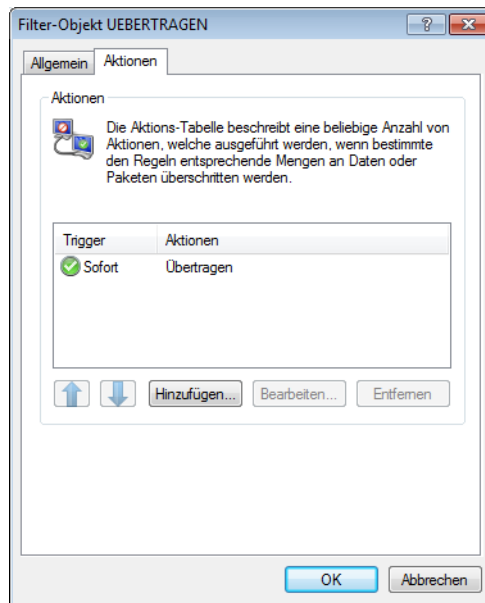 Filter-Objekt UEBERTRAGEN
Allgemein
Aktionen
Aktionen
Die Aktions-Tabelle beschreibt eine beliebige Anzahl von
Aktionen, welche ausgeführt werden, wenn bestimmte
den Regeln entsprechende Mengen an Daten oder
Paketen überschritten werden.
Trigger Aktionen
Sofort Übertragen
Hinzufügen... Bearbeiten... Entfernen
OK Abbrechen